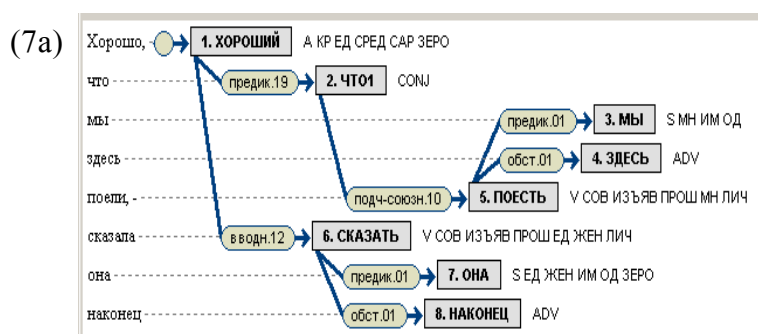 (7а) Хорошо, - 1. ХОРОШИЙ А КР ЕД СРЕД САР ЗЕРО
что предик.19 2. ЧТО1 CONJ
мы предик.01 3. МЫ S МН ИМ ОД
здесь обст.01 4. ЗДЕСЬ ADV
поели, - подч-союзн.10 5. ПОЕСТЬ V СОВ ИЗЪЯВ ПРОШ МН ЛИЧ
сказала вводн.12 6. СКАЗАТЬ V СОВ ИЗЪЯВ ПРОШ ЕД ЖЕН ЛИЧ
она предик.01 7. ОНА S ЕД ЖЕН ИМ ОД ЗЕРО
наконец обст.01 8. НАКОНЕЦ ADV